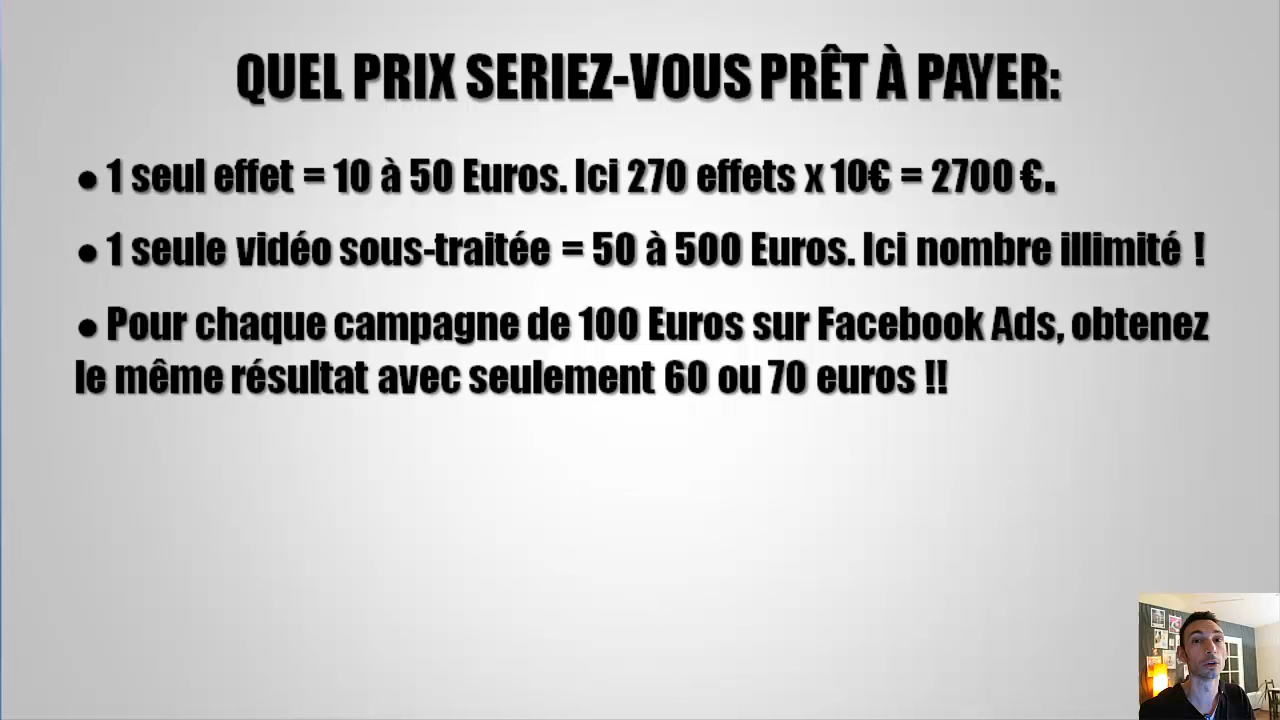 QUEL PRIX SERIEZ-VOUS PRÊT À PAYER:
• 1 seul effet = 10 à 50 Euros. Ici 270 effets x 10€ = 2700 €.
• 1 seule vidéo sous-traitée = 50 à 500 Euros. Ici nombre illimité !
• Pour chaque campagne de 100 Euros sur Facebook Ads, obtenez
le même résultat avec seulement 60 ou 70 euros !!